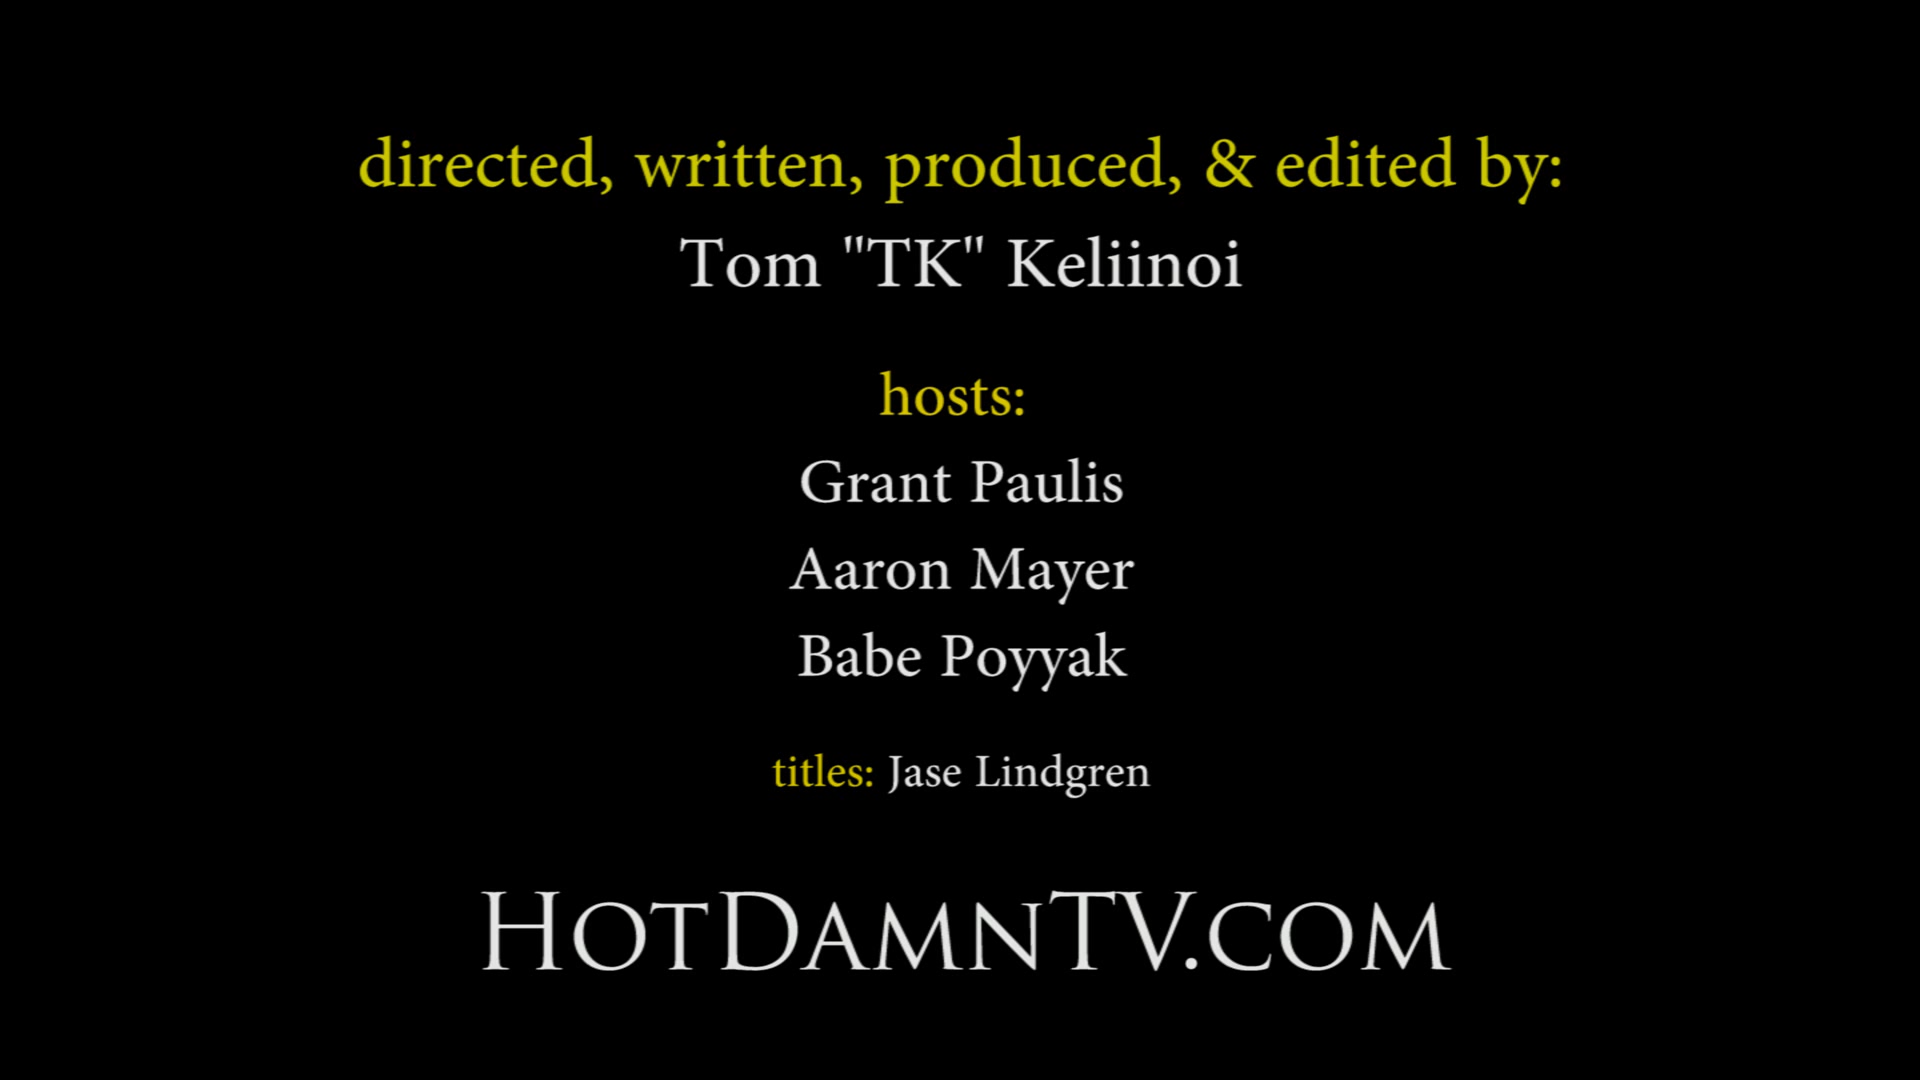 directed, written, produced, & edited by:
Tom "TK" Keliinoi
hosts:
Grant Paulis
Aaron Mayer
Babe Poyyak
titles: Jase Lindgren
HotDamnTV.com